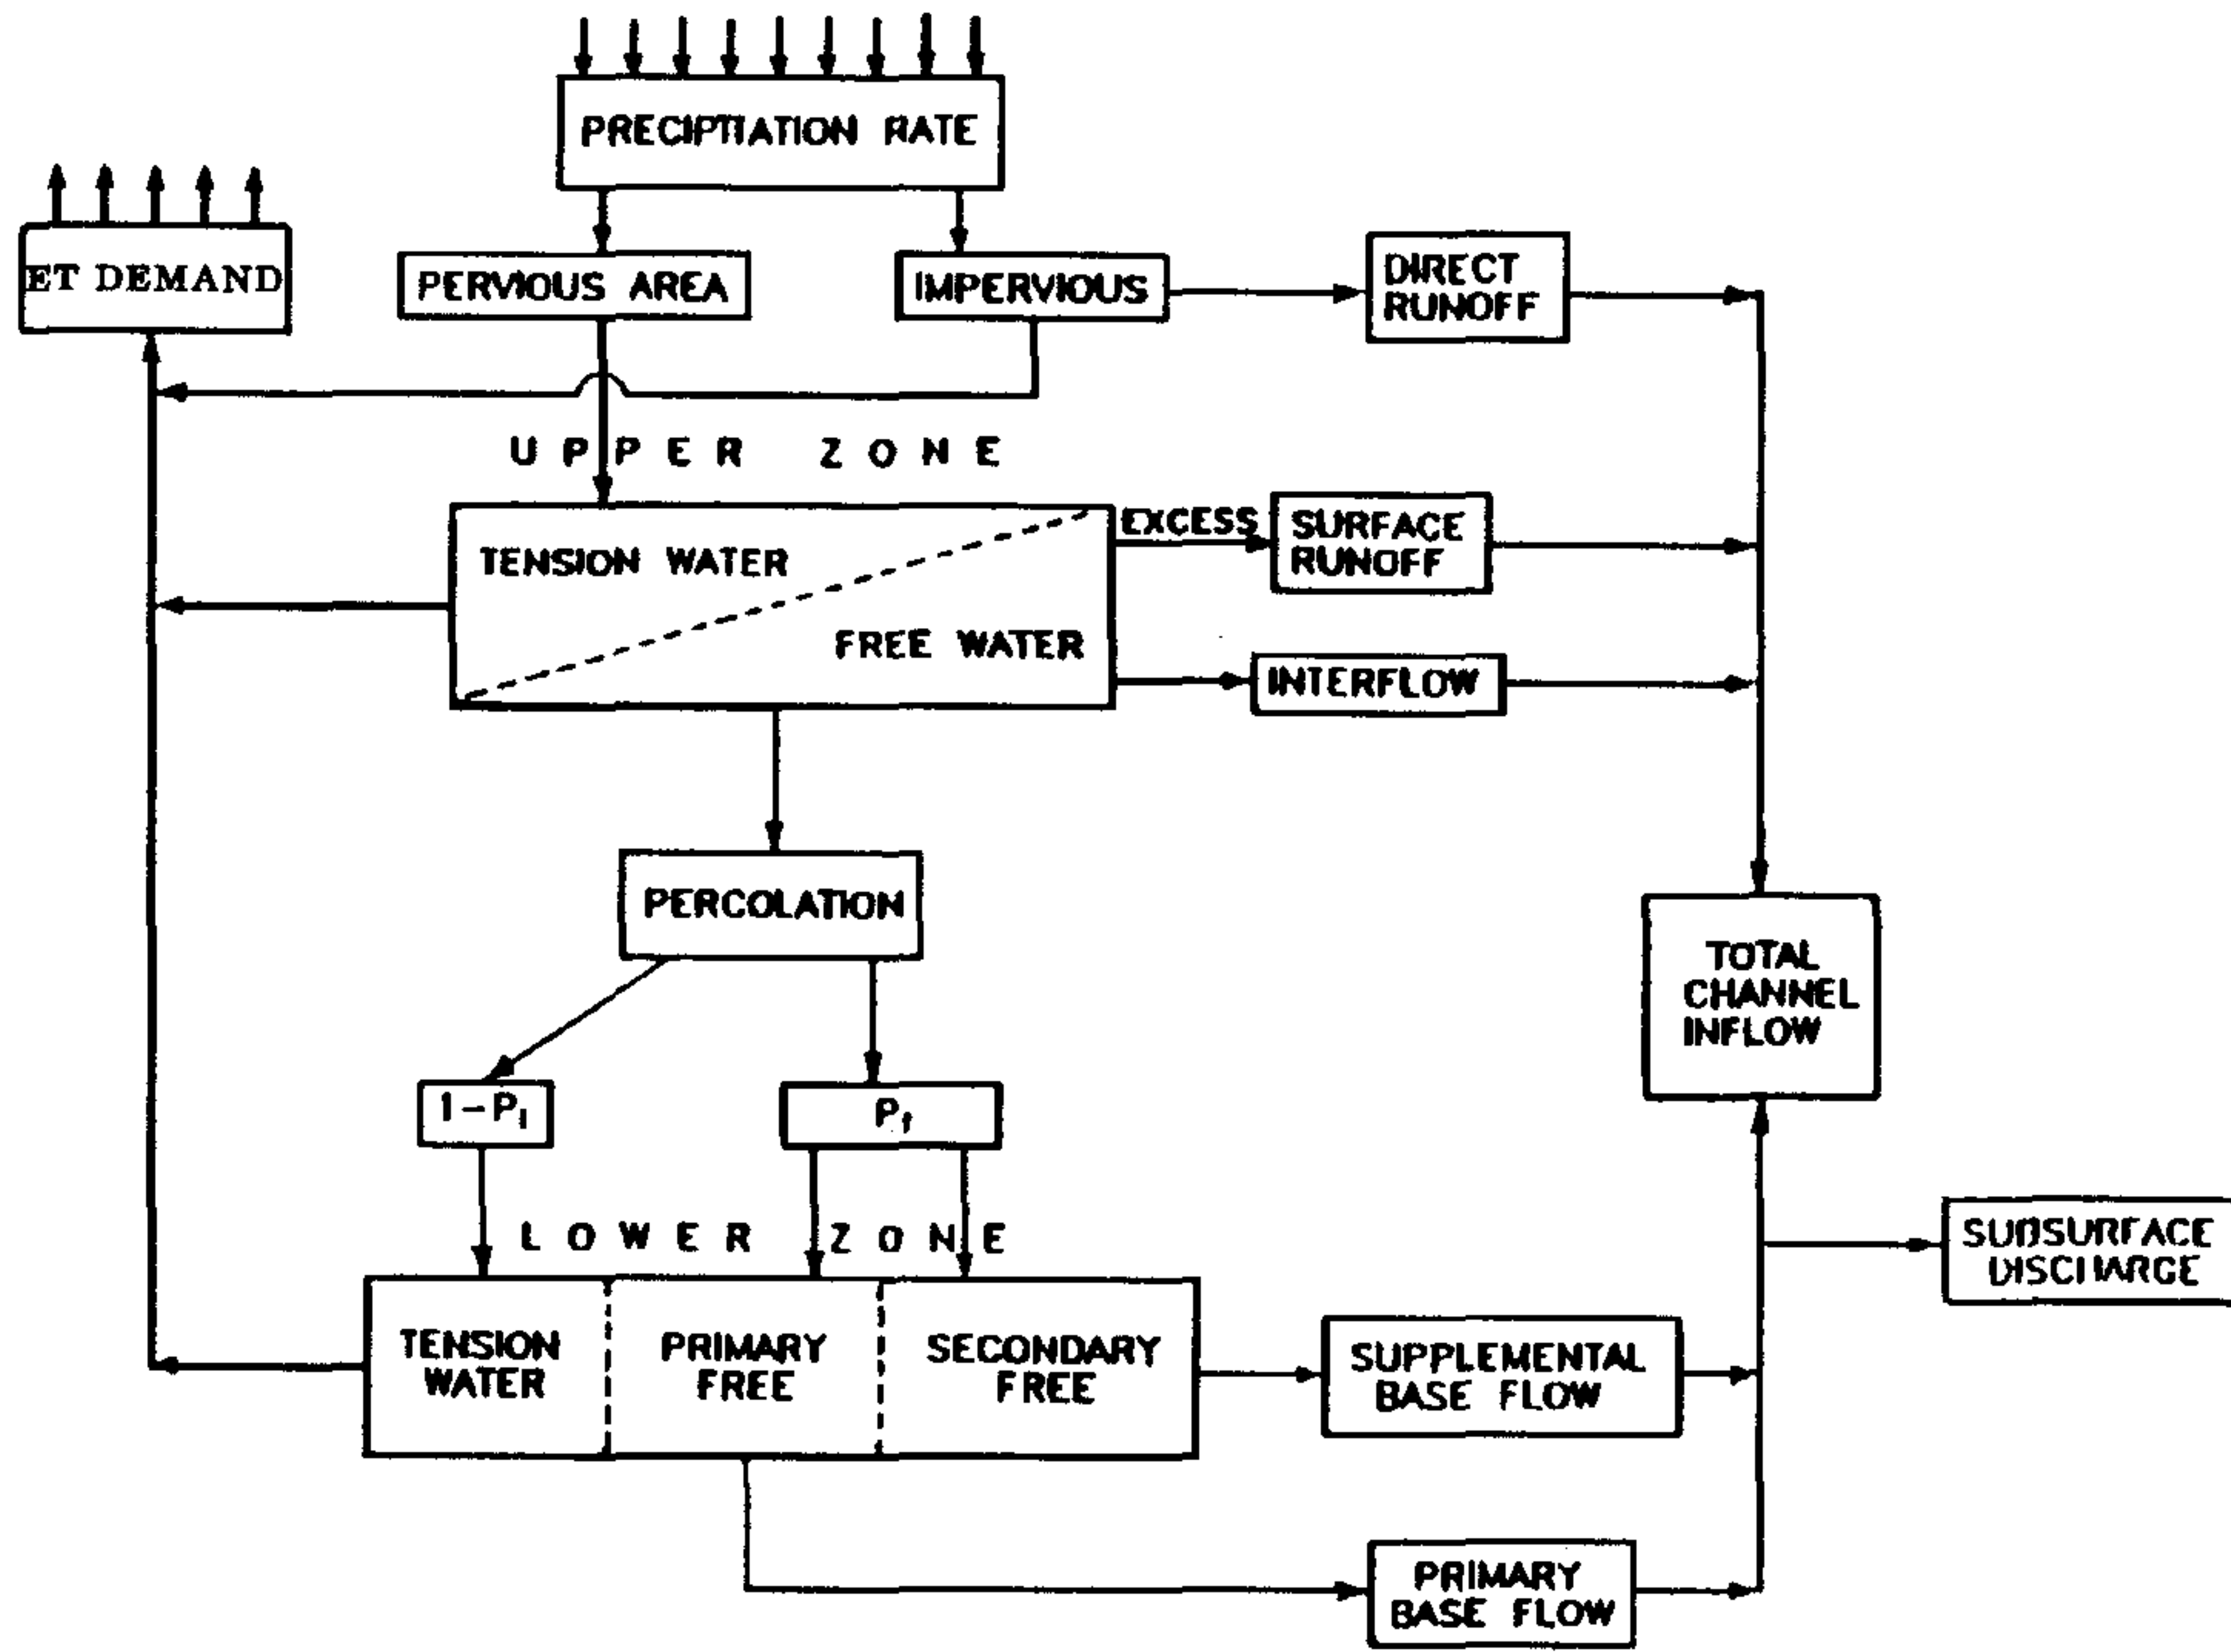 PRECIPITATION RATE
ET DEMAND
PERVIOUS AREA
IMPERVIOUS
DIRECT
RUNOFF
UPPER ZONE
EXCESS
SURFACE
RUNOFF
TENSION WATER
FREE WATER
INTERFLOW
PERCOLATION
TOTAL
CHANNEL
INFLOW
1-Pf
Pf
LOWER ZONE
SUBSURFACE
DISCHARGE
TENSION
WATER
PRIMARY
FREE
SECONDARY
FREE
SUPPLEMENTAL
BASE FLOW
PRIMARY
BASE FLOW